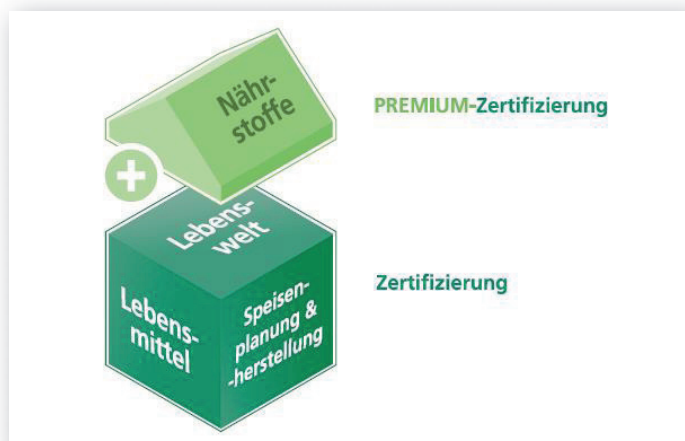 Nähr-
stoffe
PREMIUM-Zertifizierung
+
Lebens-
welt
Zertifizierung
Lebens-
mittel
Speisen-
planung &
-herstellung